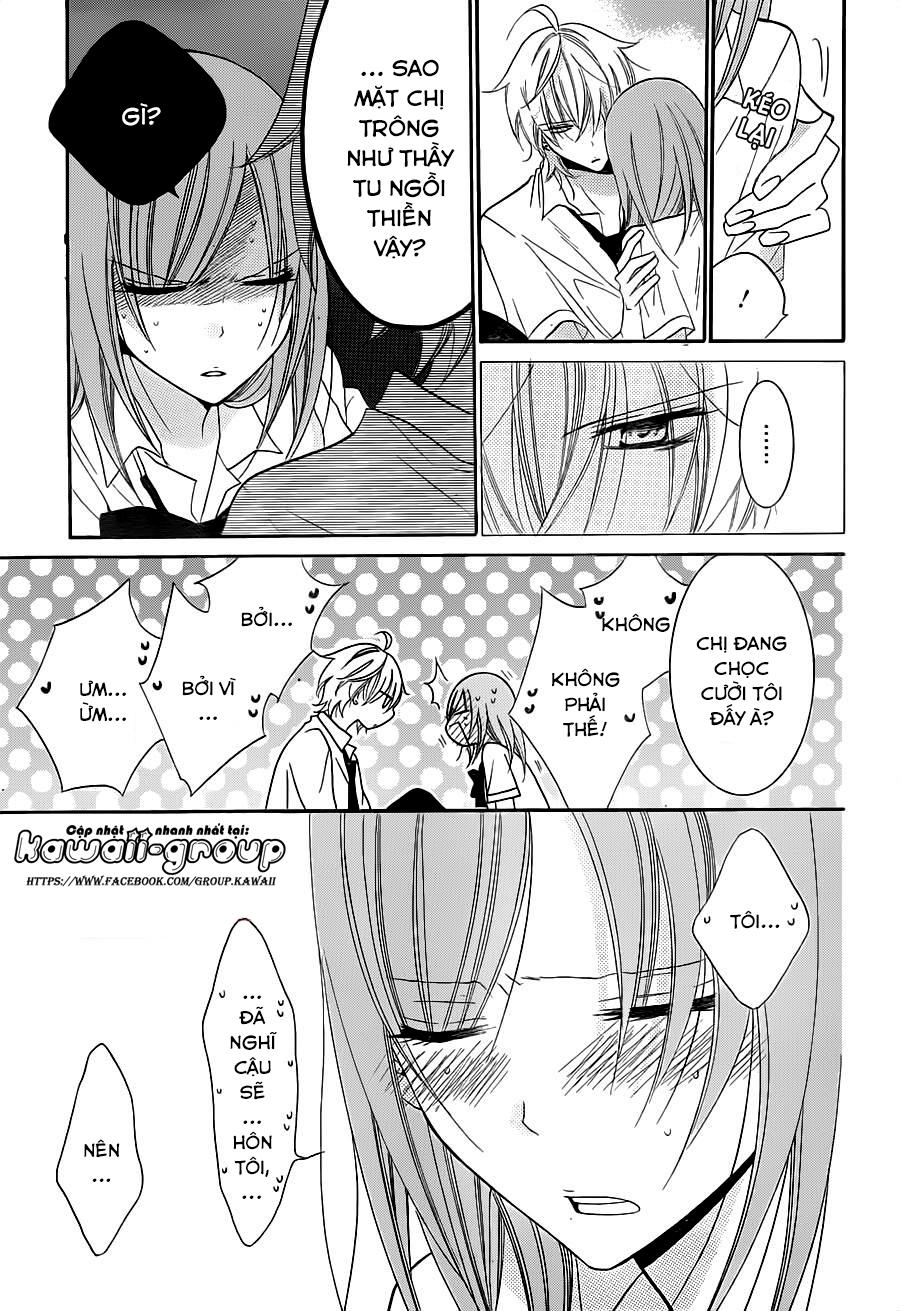 KÉO
LẠI
!
... SAO
MẶT CHỊ
TRÔNG
NHƯ THẦY
TU NGỒI
THIỀN
VẬY?
GÌ?
......
CHỊ ĐANG
CHỌC
CƯỜI TÔI
ĐẤY À?
KHÔNG
KHÔNG
PHẢI
THẾ!
BỞI...
BỞI VÌ
...
ƯM...
ỪM...
Cập nhật nhanh nhất tại:
kawaii-group
HTTPS://WWW.FACEBOOK.COM/GROUP.KAWAII
TÔI...
...
ĐÃ
NGHĨ
CẬU SẼ
...
HÔN
TÔI,
...
NÊN
...